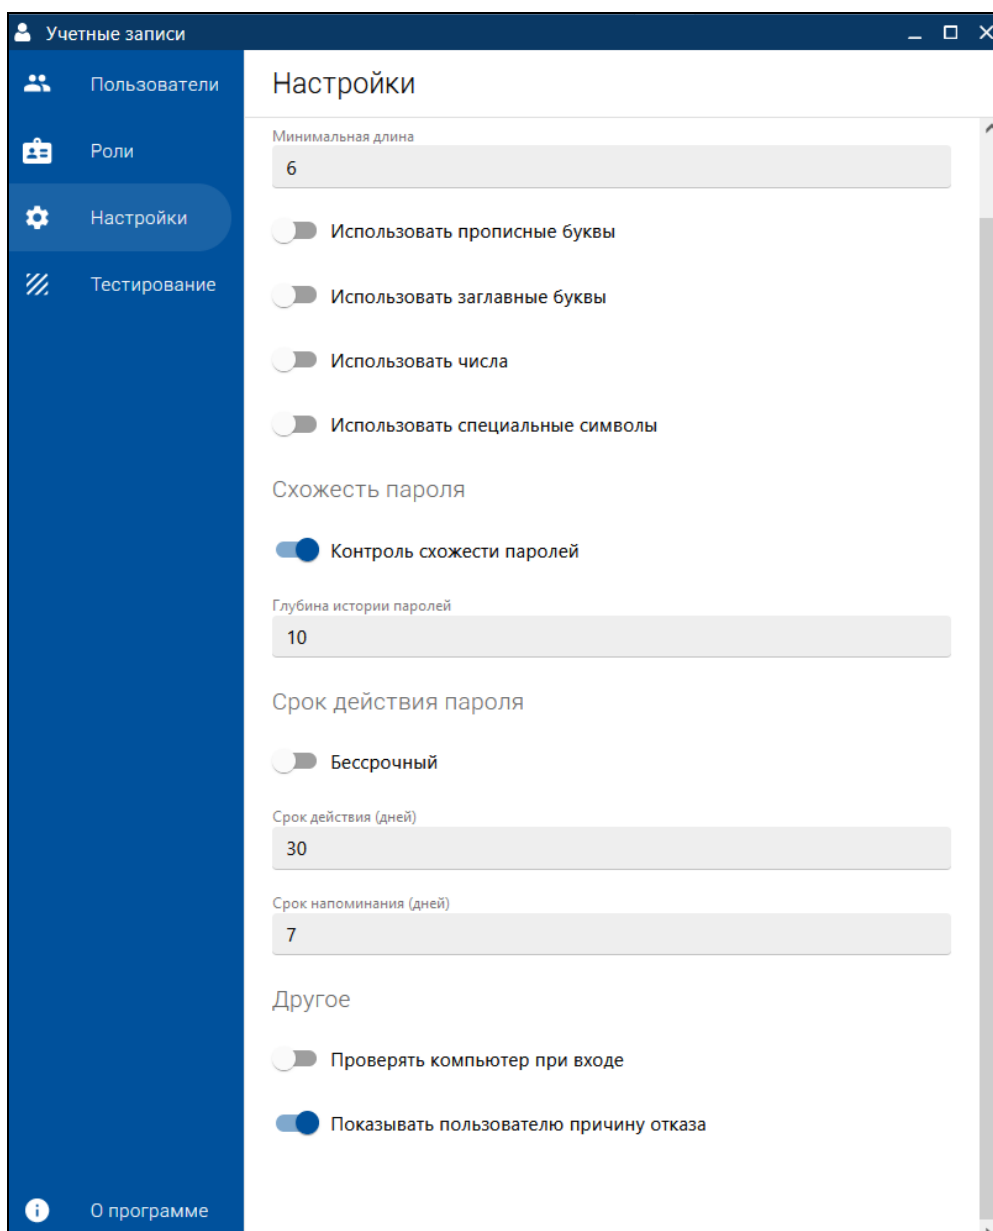 Учетные записи
Пользователи
Роли
Настройки
Тестирование
О программе
Настройки
Минимальная длина
6
Использовать прописные буквы
Использовать заглавные буквы
Использовать числа
Использовать специальные символы
Схожесть пароля
Контроль схожести паролей
Глубина истории паролей
10
Срок действия пароля
Бессрочный
Срок действия (дней)
30
Срок напоминания (дней)
7
Другое
Проверять компьютер при входе
Показывать пользователю причину отказа